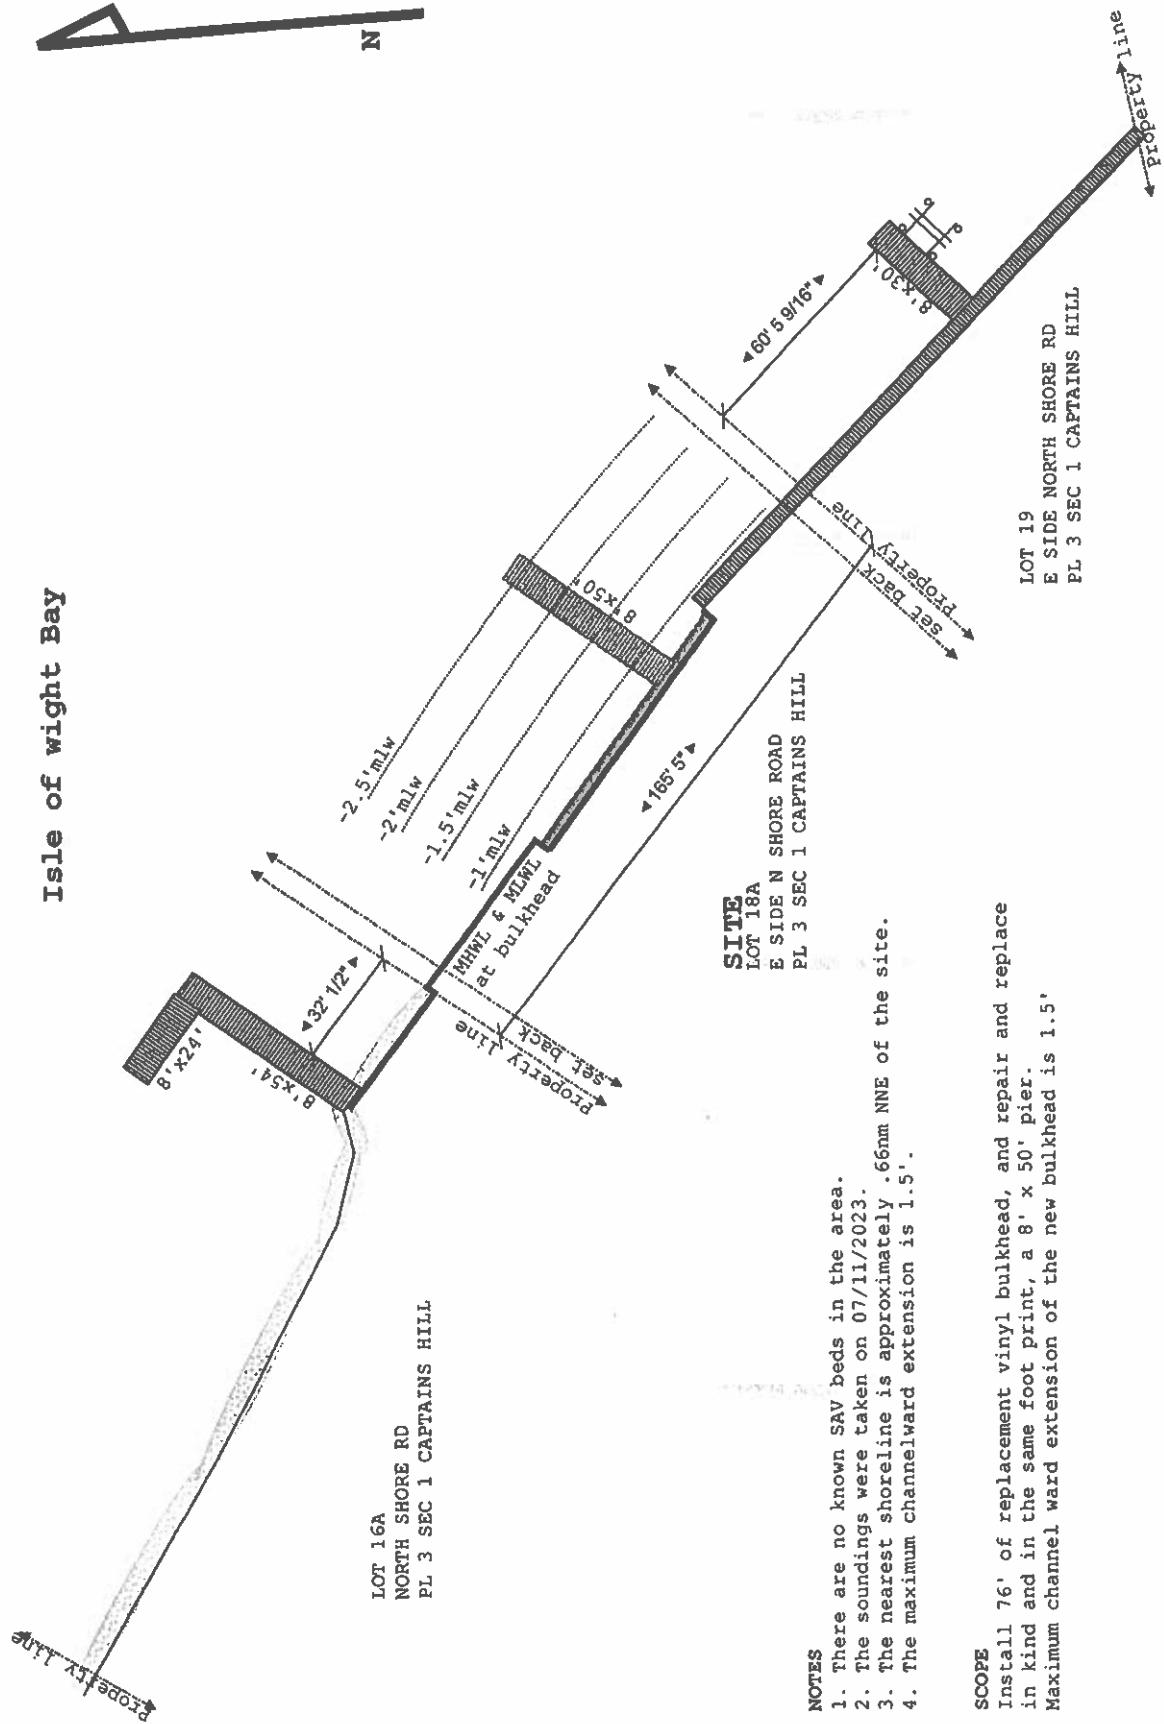 N
Isle of wight Bay
Property line
8'x24'
8'x54'
◄32' 1/2"►
Property line
set back
MHWL & MLWL
at bulkhead
-2.5'mlw
-2'mlw
-1.5'mlw
-1'mlw
8'x50'
◄165' 5"►
set back
property line
◄60' 5 9/16"►
8'x30'
Property line
LOT 16A
NORTH SHORE RD
PL 3 SEC 1 CAPTAINS HILL
SITE
LOT 18A
E SIDE N SHORE ROAD
PL 3 SEC 1 CAPTAINS HILL
LOT 19
E SIDE NORTH SHORE RD
PL 3 SEC 1 CAPTAINS HILL
NOTES
1. There are no known SAV beds in the area.
2. The soundings were taken on 07/11/2023.
3. The nearest shoreline is approximately .66nm NNE of the site.
4. The maximum channelward extension is 1.5'.
SCOPE
Install 76' of replacement vinyl bulkhead, and repair and replace
in kind and in the same foot print, a 8' x 50' pier.
Maximum channel ward extension of the new bulkhead is 1.5'